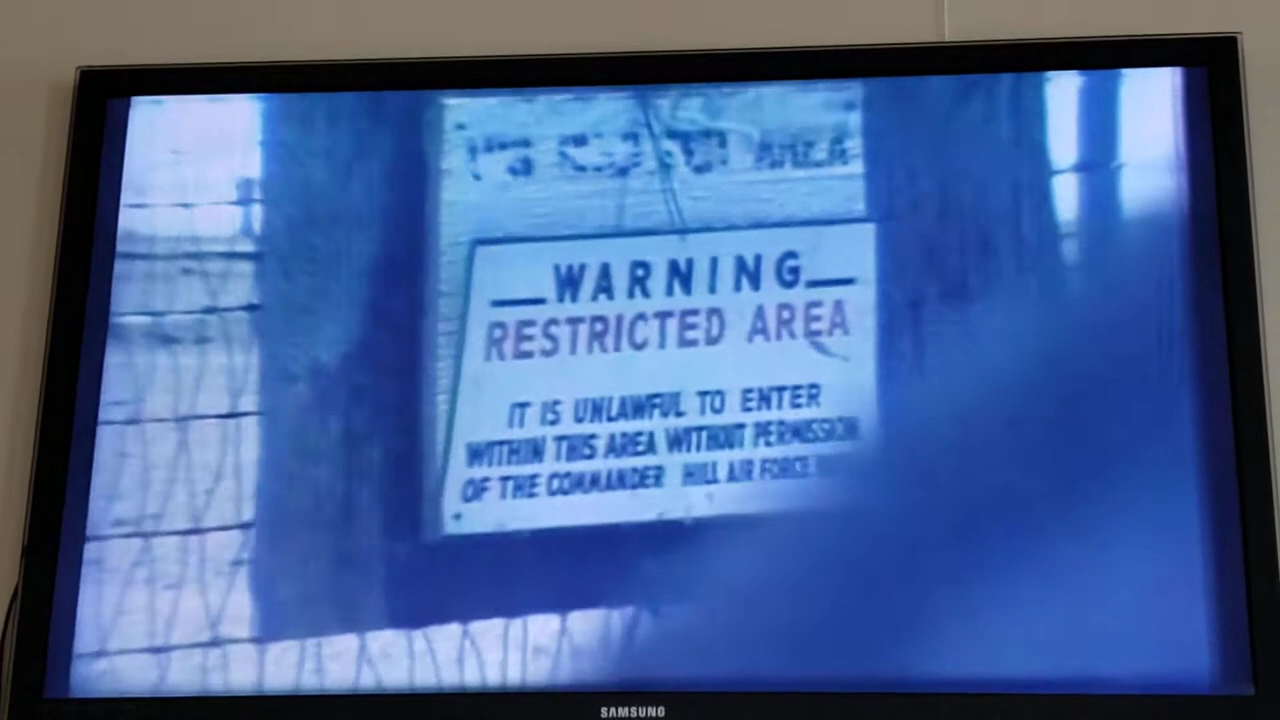 AREA
WARNING
RESTRICTED AREA
IT IS UNLAWFUL TO ENTER
WITHIN THIS AREA WITHOUT PERMISSION
OF THE COMMANDER HILL AIR FORCE
SAMSUNG